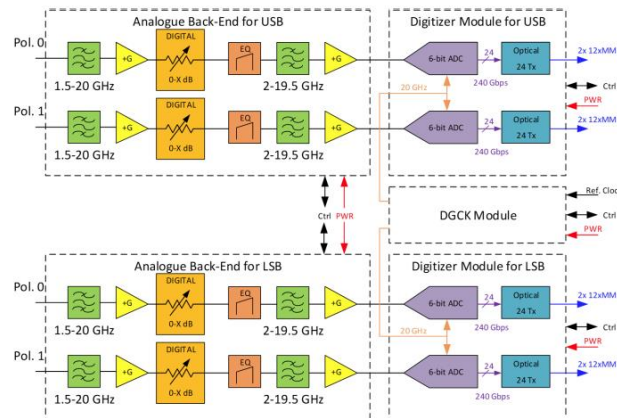 Analogue Back-End for USB
Digitizer Module for USB
Pol. 0
+G
DIGITAL
0-X dB
EQ
+G
6-bit ADC
24
Optical
24 Tx
2x 12xMM
1.5-20 GHz
2-19.5 GHz
20 GHz
240 Gbps
Ctrl
Pol. 1
+G
DIGITAL
0-X dB
EQ
+G
6-bit ADC
24
Optical
24 Tx
PWR
2x 12xMM
1.5-20 GHz
2-19.5 GHz
240 Gbps
Ctrl
PWR
DGCK Module
Ref. Cloc
Ctrl
PWR
Analogue Back-End for LSB
Digitizer Module for LSB
Pol. 0
+G
DIGITAL
0-X dB
EQ
+G
6-bit ADC
24
Optical
24 Tx
2x 12xMM
1.5-20 GHz
2-19.5 GHz
20 GHz
240 Gbps
Ctrl
Pol. 1
+G
DIGITAL
0-X dB
EQ
+G
6-bit ADC
24
Optical
24 Tx
PWR
2x 12xMM
1.5-20 GHz
2-19.5 GHz
240 Gbps